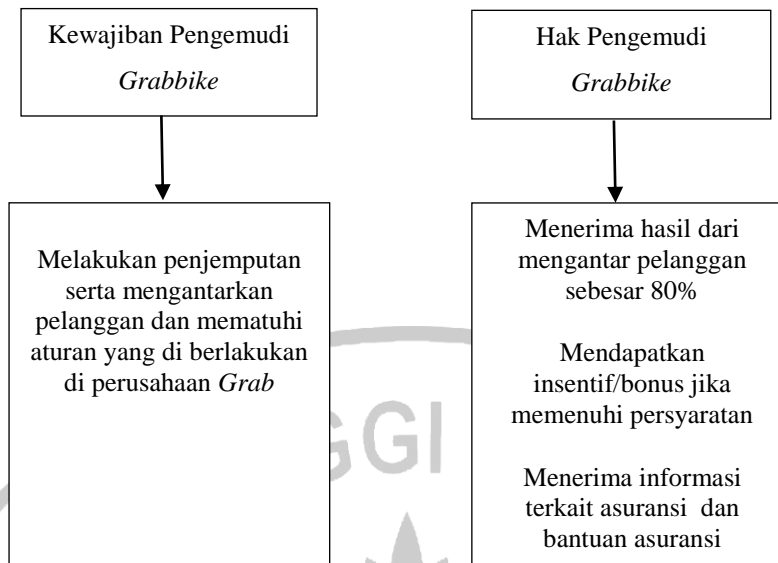 Kewajiban Pengemudi
Grabbike
Melakukan penjemputan
serta mengantarkan
pelanggan dan mematuhi
aturan yang di berlakukan
di perusahaan Grab
Hak Pengemudi
Grabbike
Menerima hasil dari
mengantar pelanggan
sebesar 80%
Mendapatkan
insentif/bonus jika
memenuhi persyaratan
Menerima informasi
terkait asuransi dan
bantuan asuransi
GGI